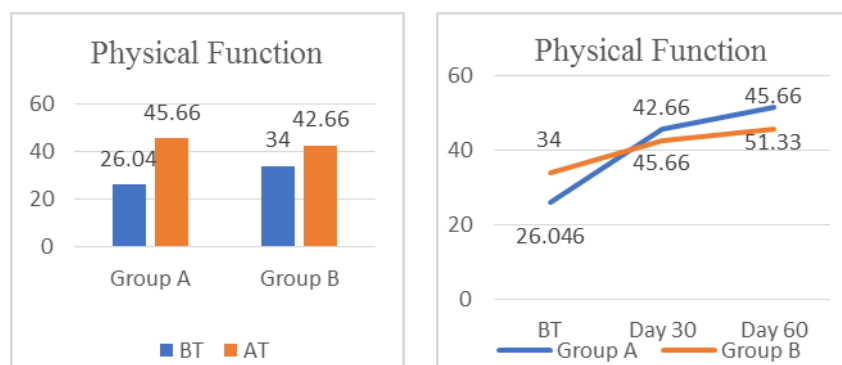 Physical Function
60
40
20
0
45.66
42.66
26.04
34
Group A
Group B
BT
AT
Physical Function
60
40
20
0
42.66
45.66
34
45.66
51.33
26.046
BT
Day 30
Day 60
Group A
Group B